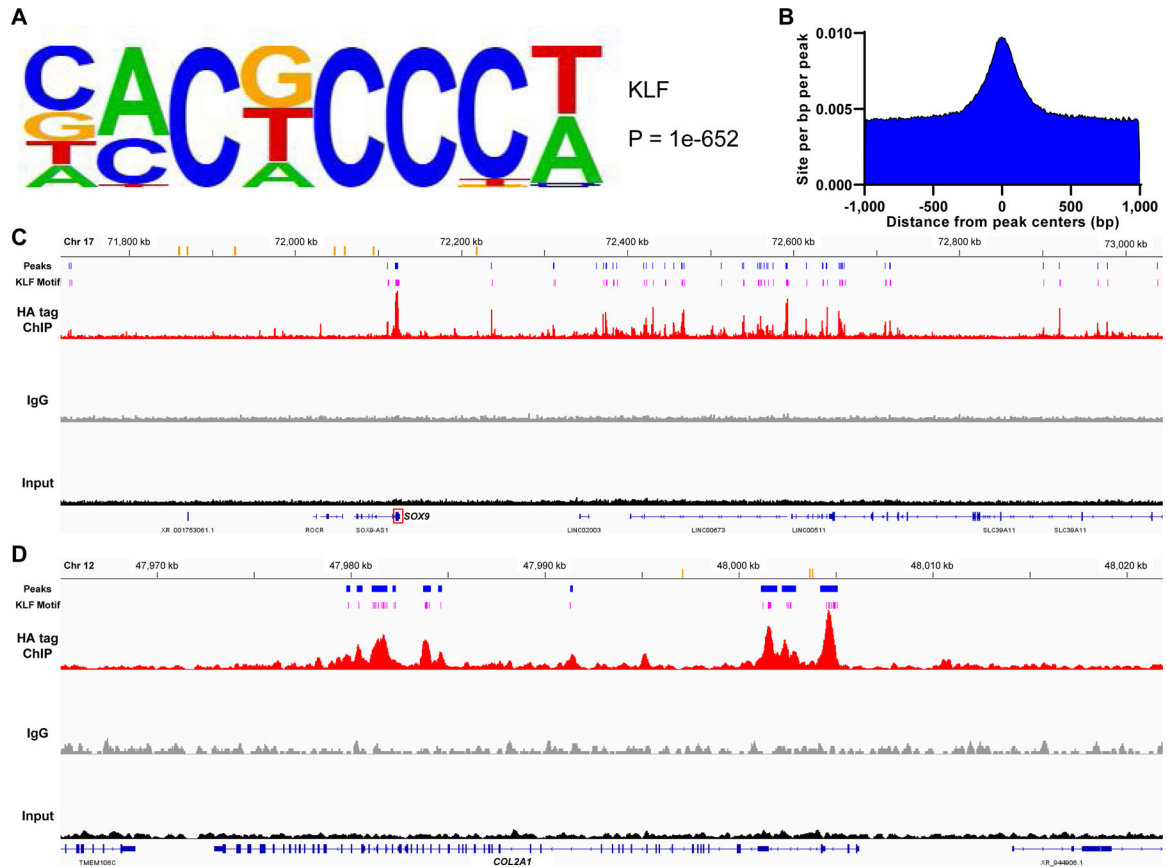 A
B
CACGCCCT
GCTTA
TA
KLF
P = 1e-652
0.010
0.005
0.000
Site per bp per peak
-1,000 -500 0 500 1,000
Distance from peak centers (bp)
C
Chr 17 71,800 kb 72,000 kb 72,200 kb 72,400 kb 72,600 kb 72,800 kb 73,000 kb
Peaks
KLF Motif
HA tag
ChIP
IgG
Input
SOX9
XR_001753061.1 ROCR SOX9-AS1 LINC02003 LINC00673 LINC00511 SLC39A11 SLC39A11
D
Chr 12 47,970 kb 47,980 kb 47,990 kb 48,000 kb 48,010 kb 48,020 kb
Peaks
KLF Motif
HA tag
ChIP
IgG
Input
TMEM106C COL2A1 XR_944906.1